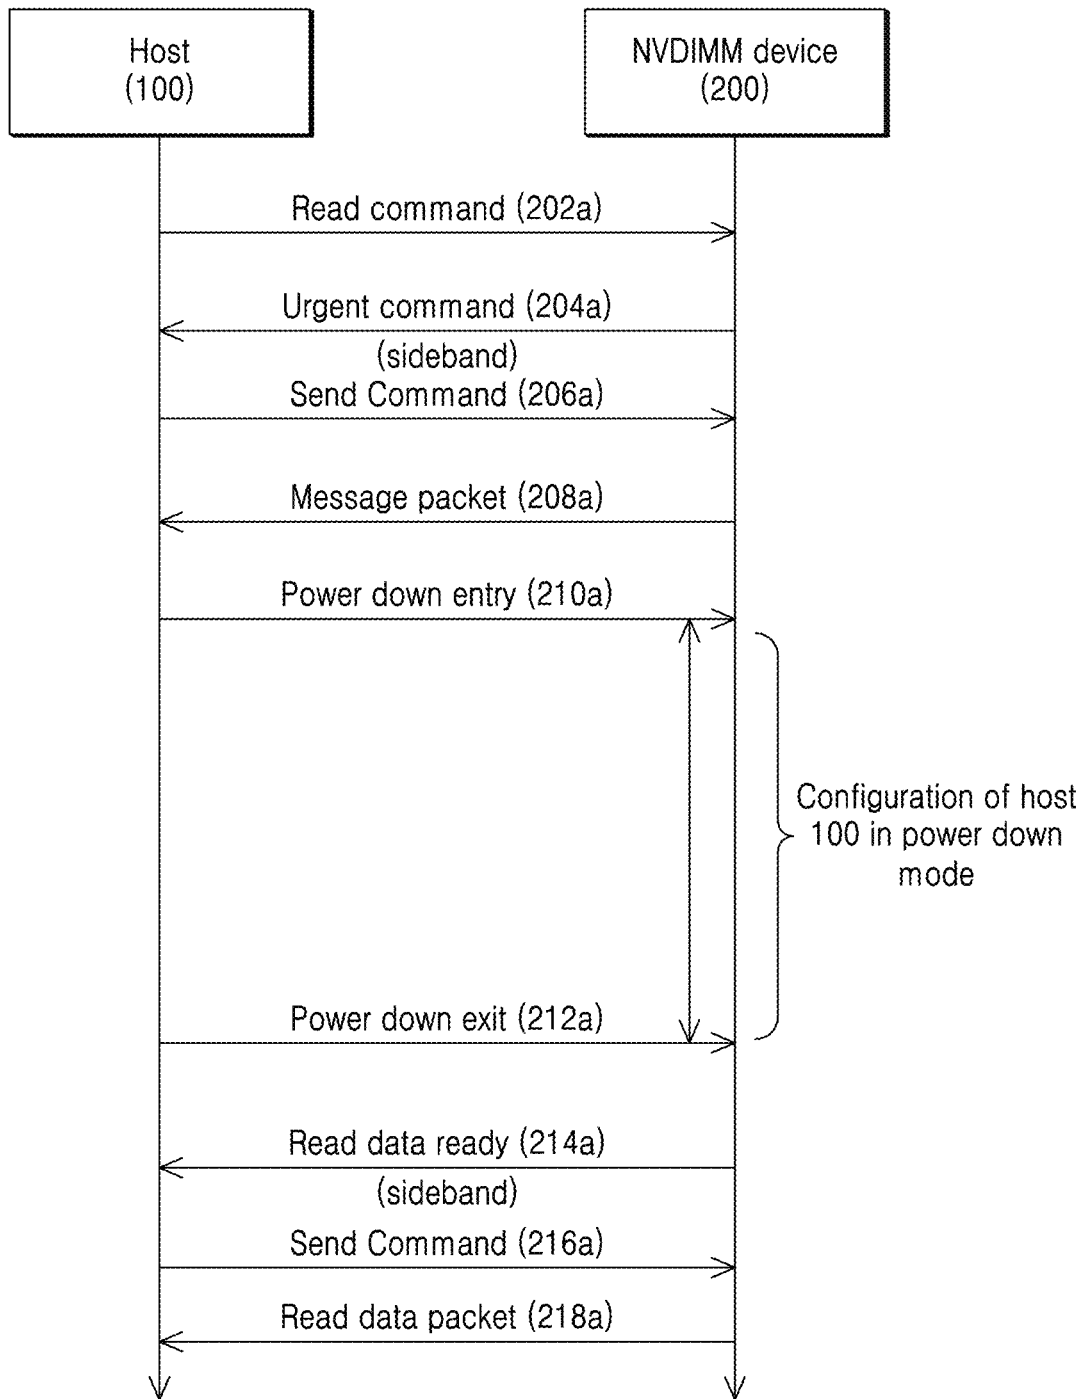 Host
(100)
NVDIMM device
(200)
Read command (202a)
Urgent command (204a)
(sideband)
Send Command (206a)
Message packet (208a)
Power down entry (210a)
Configuration of host
100 in power down
mode
Power down exit (212a)
Read data ready (214a)
(sideband)
Send Command (216a)
Read data packet (218a)